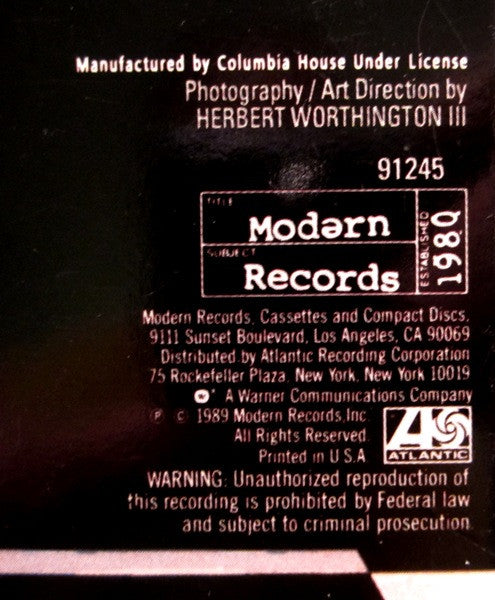 Manufactured by Columbia House Under License
Photography / Art Direction by
HERBERT WORTHINGTON III
91245
TITLE
Modərn
SUBJECT
Records
ESTABLISHED
1980
Modern Records, Cassettes and Compact Discs,
9111 Sunset Boulevard, Los Angeles, CA 90069
Distributed by Atlantic Recording Corporation
75 Rockefeller Plaza, New York, New York 10019
A Warner Communications Company
℗ © 1989 Modern Records, Inc.
All Rights Reserved.
Printed in U.S.A
ATLANTIC
WARNING: Unauthorized reproduction of
this recording is prohibited by Federal law
and subject to criminal prosecution